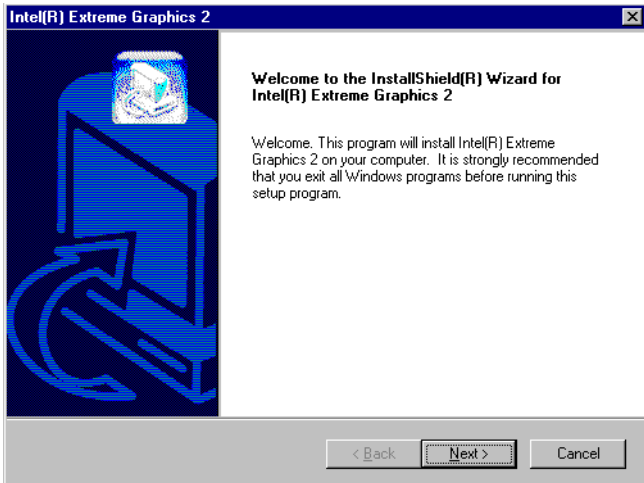 Intel(R) Extreme Graphics 2
Welcome to the InstallShield(R) Wizard for
Intel(R) Extreme Graphics 2
Welcome. This program will install Intel(R) Extreme
Graphics 2 on your computer. It is strongly recommended
that you exit all Windows programs before running this
setup program.
< Back
Next >
Cancel